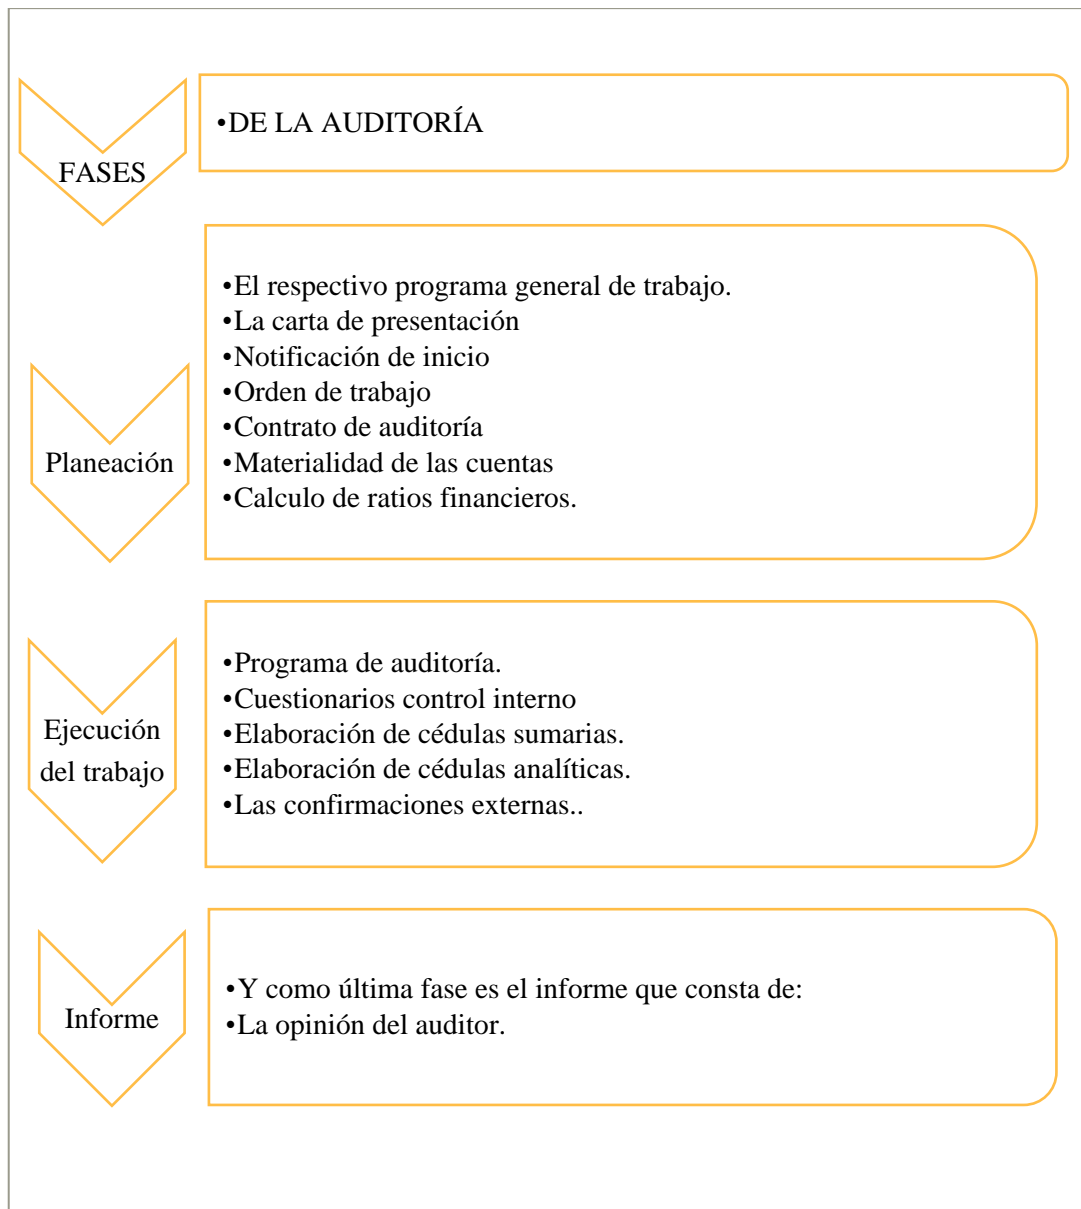 FASES
•DE LA AUDITORÍA
Planeación
•El respectivo programa general de trabajo.
•La carta de presentación
•Notificación de inicio
•Orden de trabajo
•Contrato de auditoría
•Materialidad de las cuentas
•Calculo de ratios financieros.
Ejecución
del trabajo
•Programa de auditoría.
•Cuestionarios control interno
•Elaboración de cédulas sumarias.
•Elaboración de cédulas analíticas.
•Las confirmaciones externas..
Informe
•Y como última fase es el informe que consta de:
•La opinión del auditor.